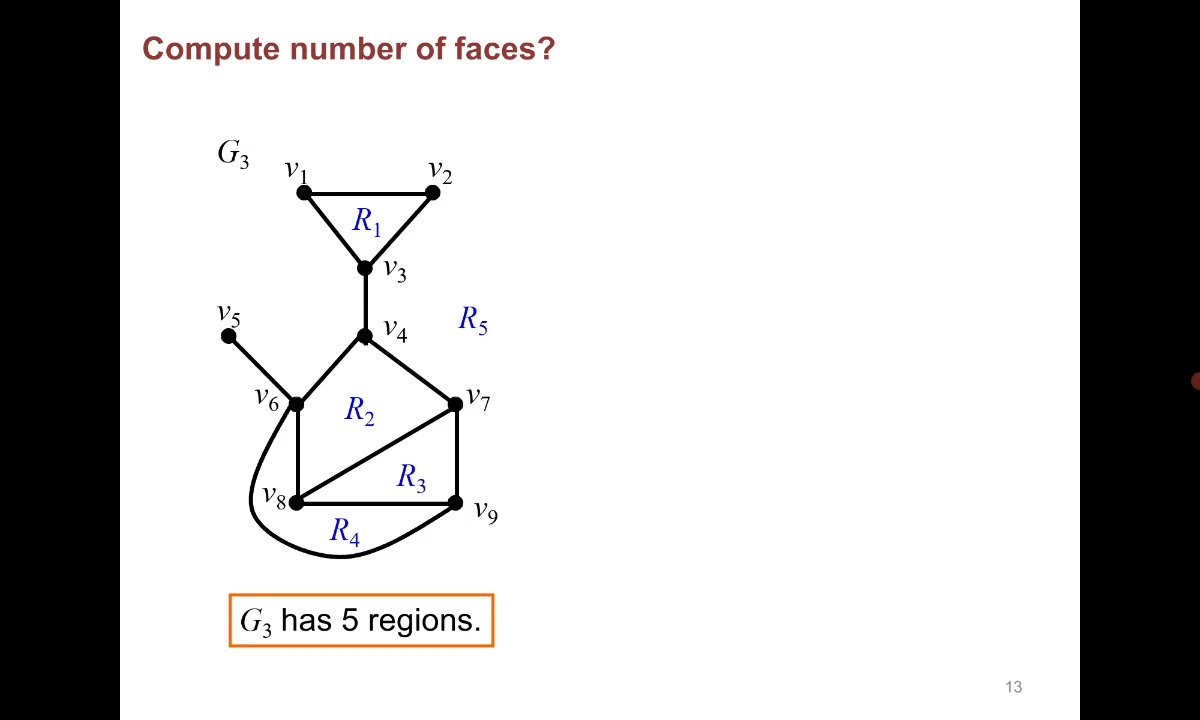 Compute number of faces?
G₃
v₁ v₂
R₁
v₃
v₅
v₄ R₅
v₆ R₂ v₇
R₃
v₈ v₉
R₄
G₃ has 5 regions.
13